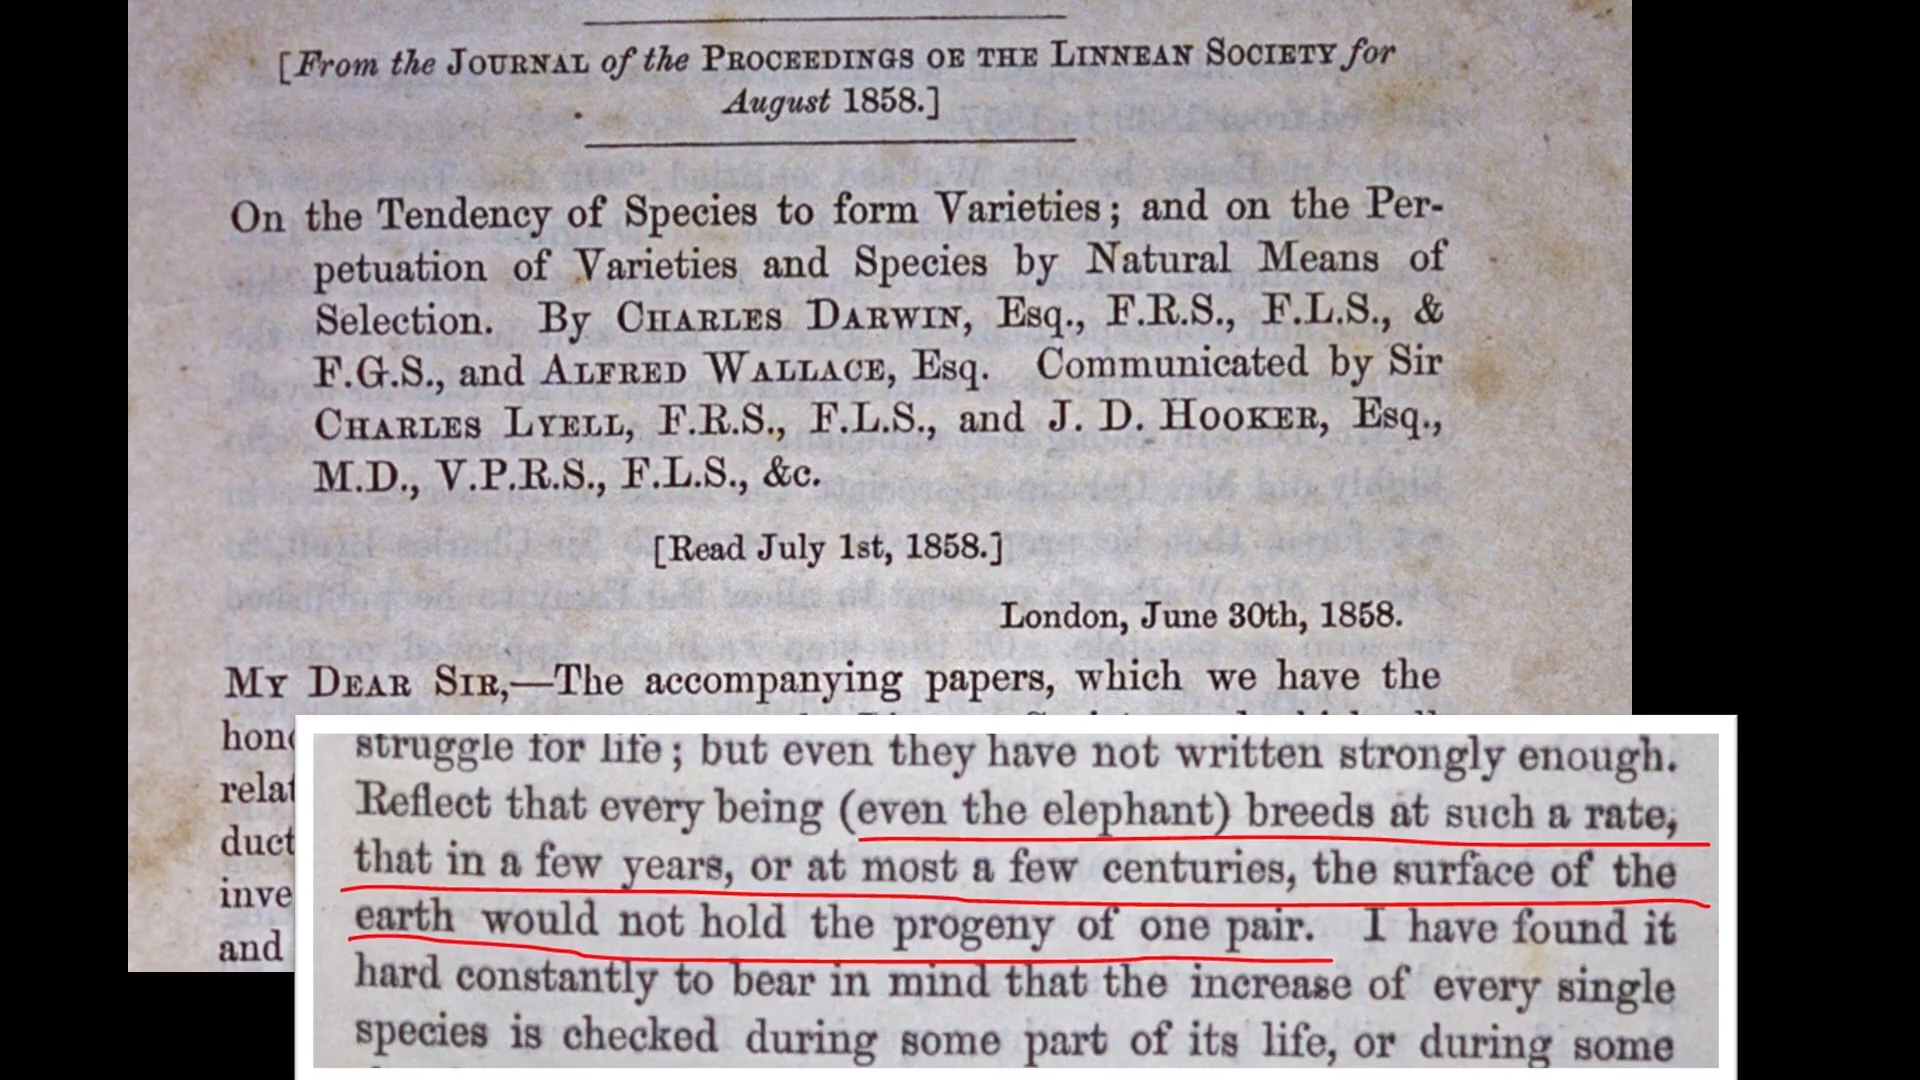 [From the JOURNAL of the PROCEEDINGS OF THE LINNEAN SOCIETY for
August 1858.]
On the Tendency of Species to form Varieties; and on the Per-
petuation of Varieties and Species by Natural Means of
Selection. By CHARLES DARWIN, Esq., F.R.S., F.L.S., &
F.G.S., and ALFRED WALLACE, Esq. Communicated by Sir
CHARLES LYELL, F.R.S., F.L.S., and J. D. HOOKER, Esq.,
M.D., V.P.R.S., F.L.S., &c.
[Read July 1st, 1858.]
London, June 30th, 1858.
MY DEAR SIR,—The accompanying papers, which we have the
and
struggle for life; but even they have not written strongly enough.
Reflect that every being (even the elephant) breeds at such a rate,
that in a few years, or at most a few centuries, the surface of the
earth would not hold the progeny of one pair. I have found it
hard constantly to bear in mind that the increase of every single
species is checked during some part of its life, or during some